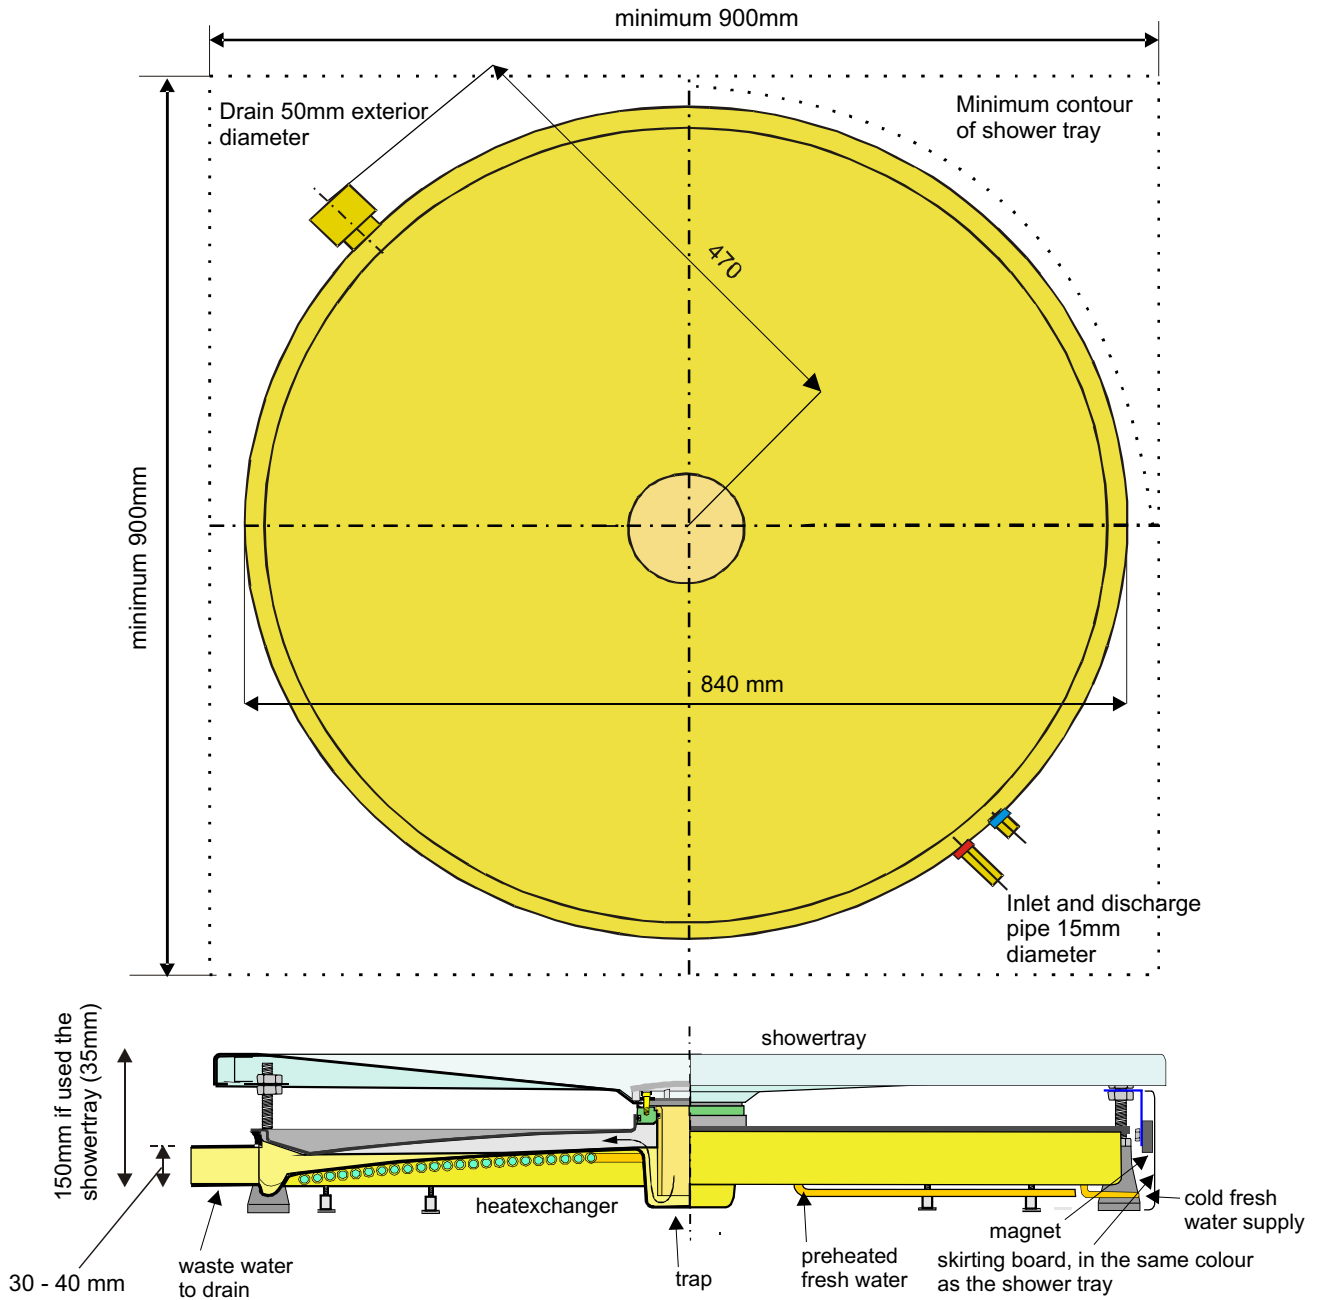 minimum 900mm
Drain 50mm exterior
diameter
Minimum contour
of shower tray
470
minimum 900mm
840 mm
Inlet and discharge
pipe 15mm
diameter
150mm if used the
showertray (35mm)
showertray
heatexchanger
cold fresh
water supply
magnet
skirting board, in the same colour
as the shower tray
preheated
fresh water
trap
waste water
to drain
30 - 40 mm